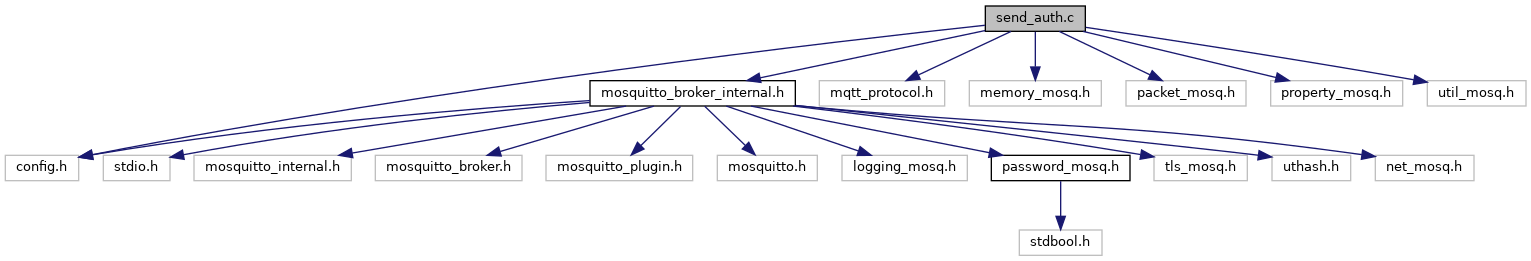 send_auth.c
mosquitto_broker_internal.h
mqtt_protocol.h
memory_mosq.h
packet_mosq.h
property_mosq.h
util_mosq.h
config.h
stdio.h
mosquitto_internal.h
mosquitto_broker.h
mosquitto_plugin.h
mosquitto.h
logging_mosq.h
password_mosq.h
tls_mosq.h
uthash.h
net_mosq.h
stdbool.h